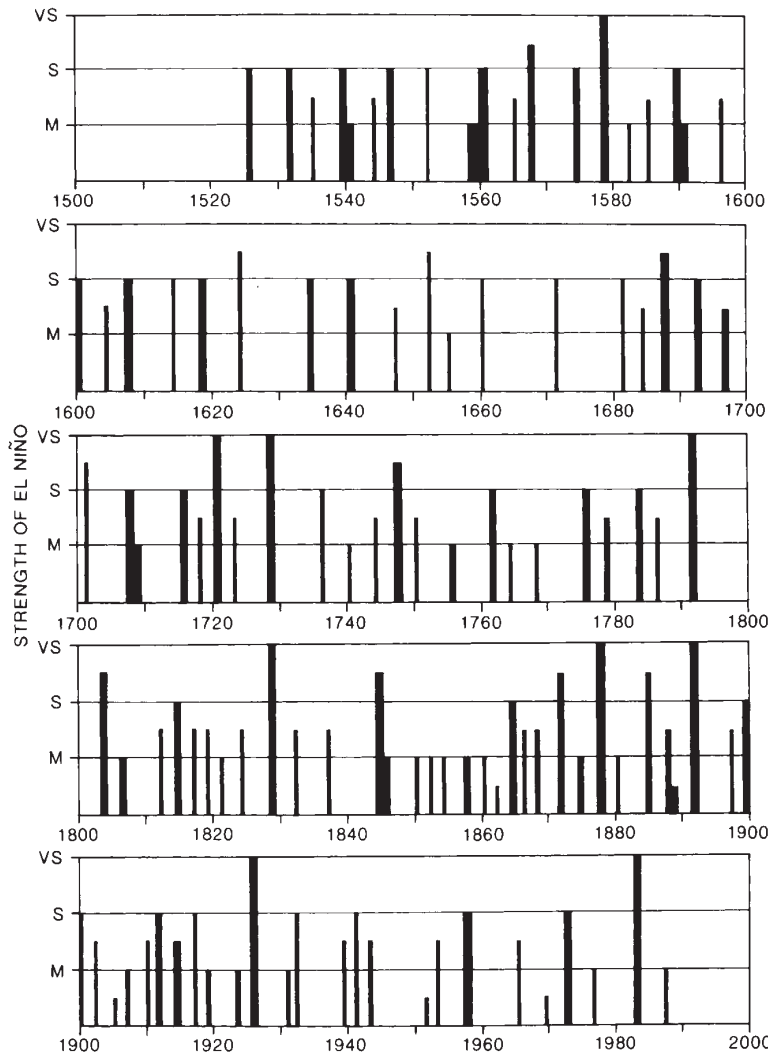 STRENGTH OF EL NIÑO
VS
S
M
1500 1520 1540 1560 1580 1600
VS
S
M
1600 1620 1640 1660 1680 1700
VS
S
M
1700 1720 1740 1760 1780 1800
VS
S
M
1800 1820 1840 1860 1880 1900
VS
S
M
1900 1920 1940 1960 1980 2000